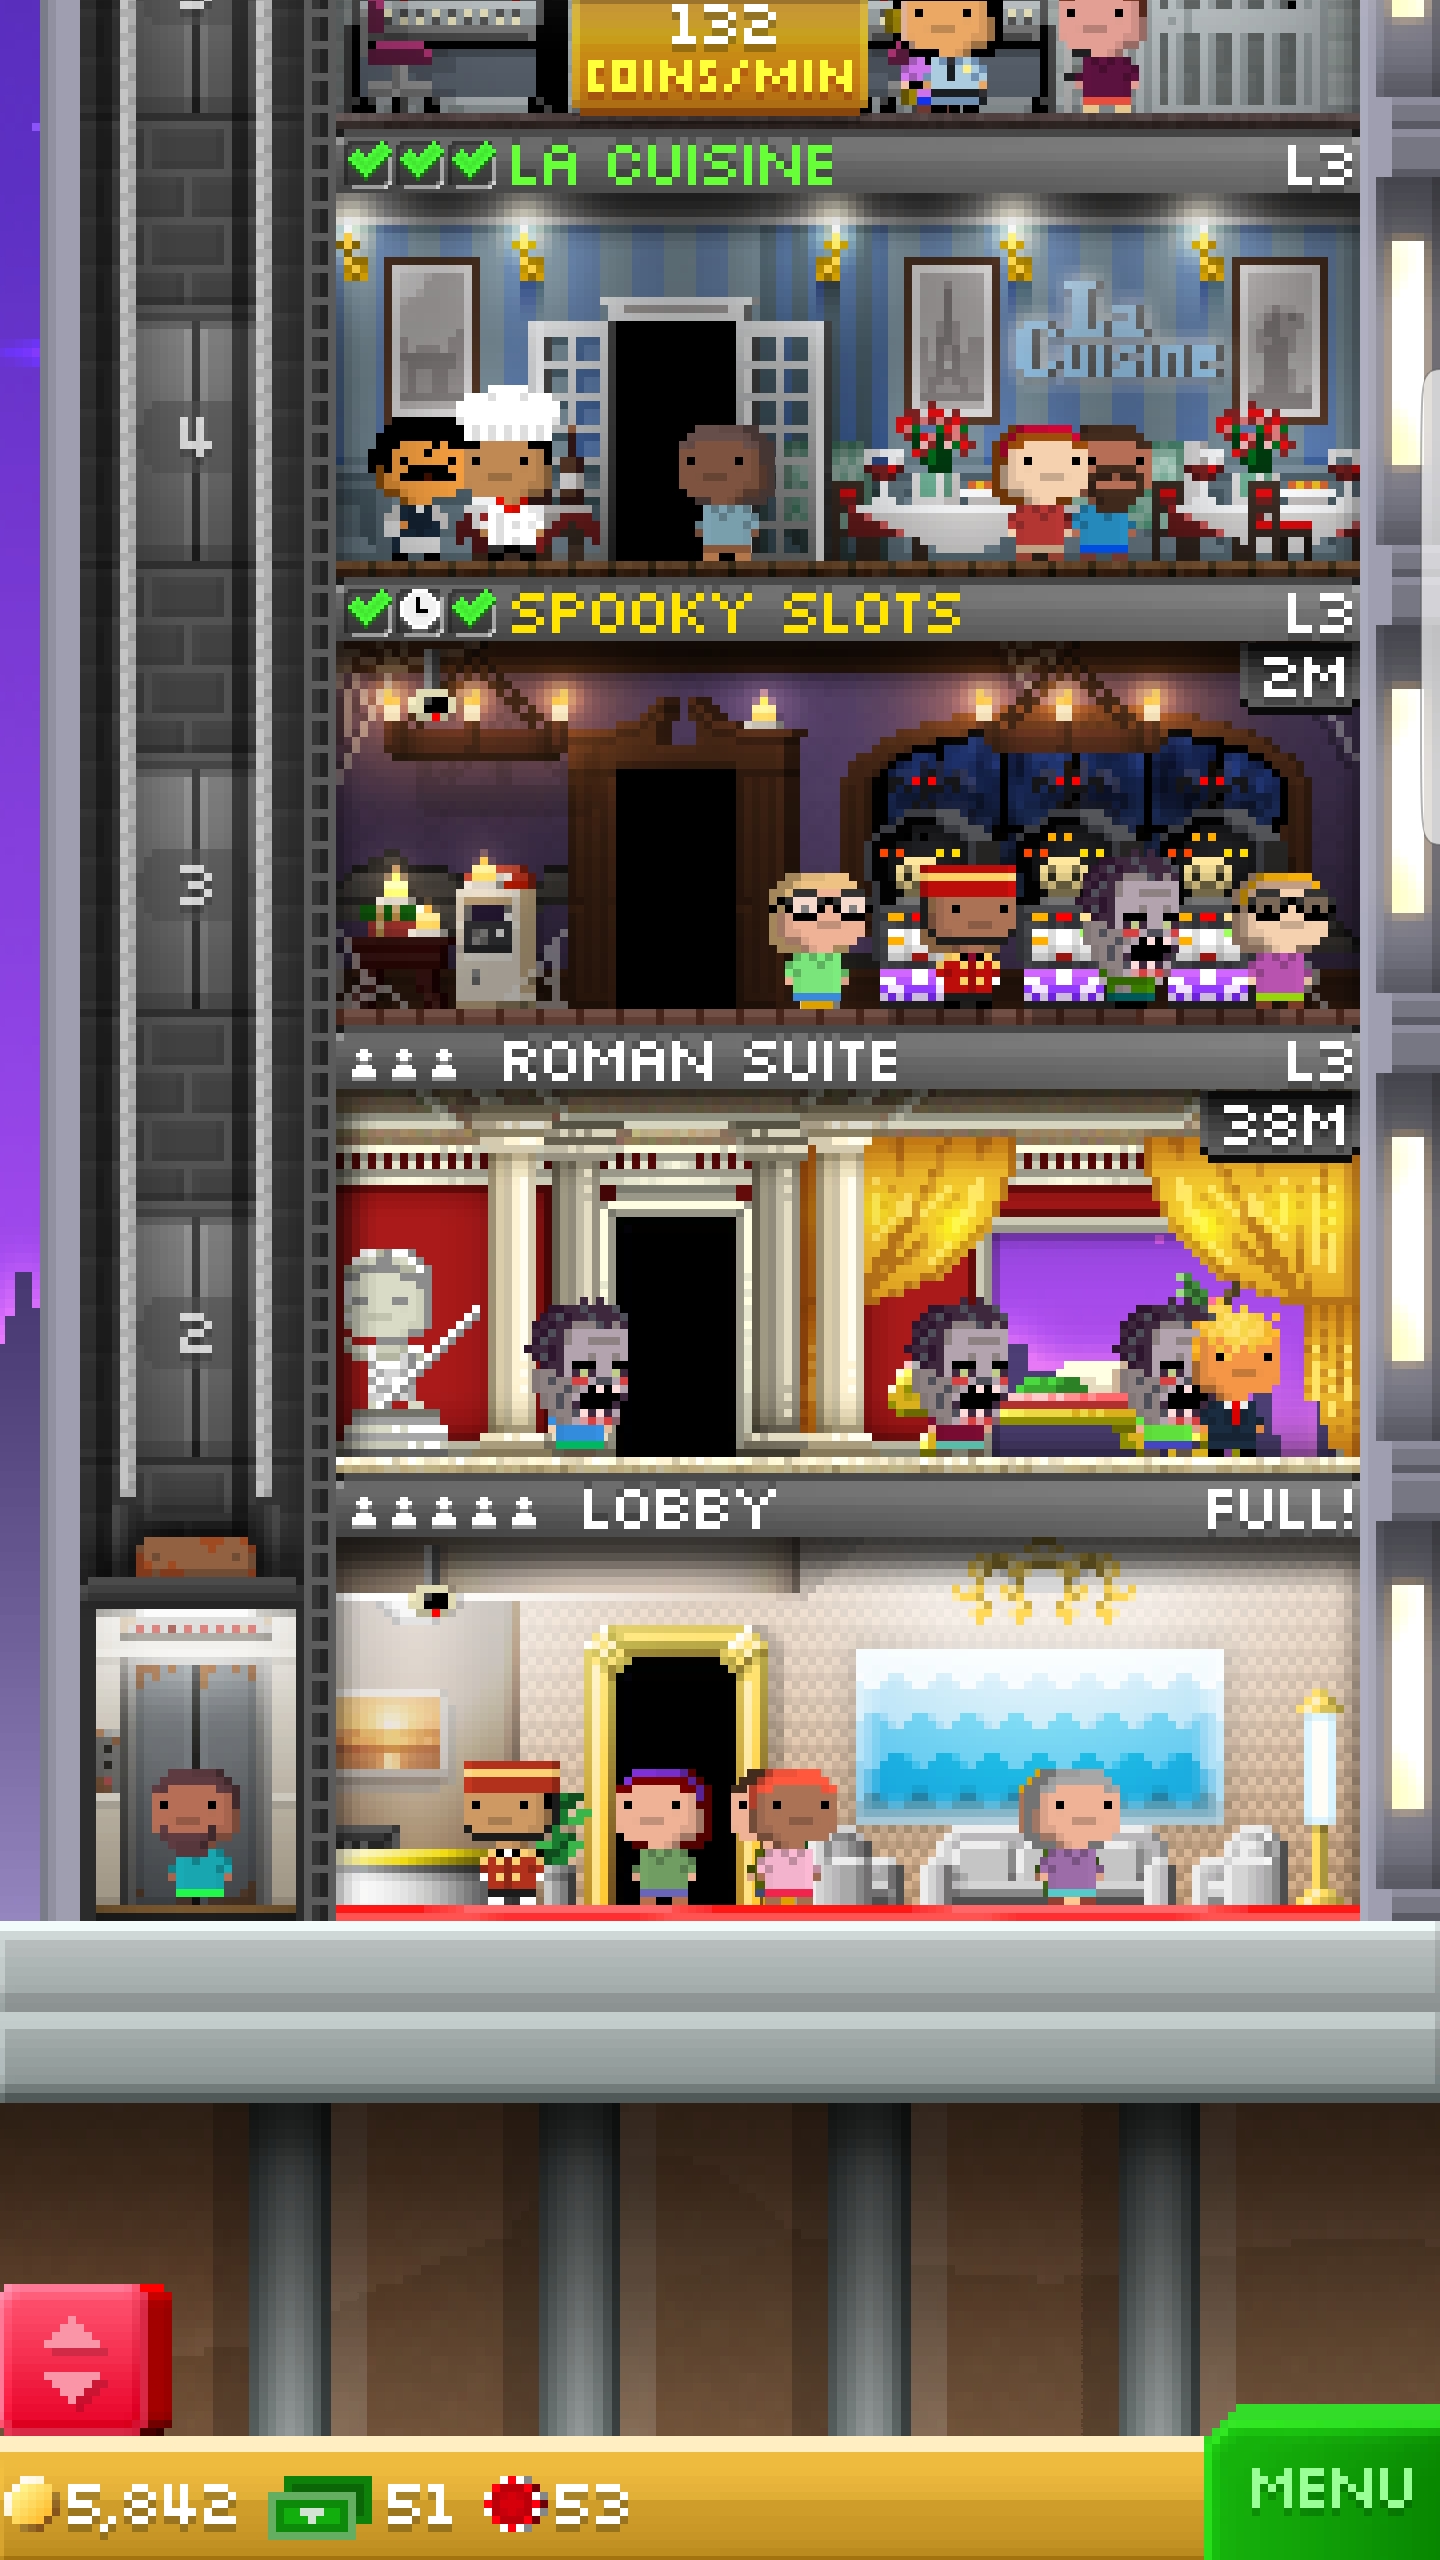 132
COINS/MIN
LA CUISINE L3
La
Cuisine
4
SPOOKY SLOTS L3
2M
3
ROMAN SUITE L3
38M
2
LOBBY FULL!
5,842 51 53
MENU